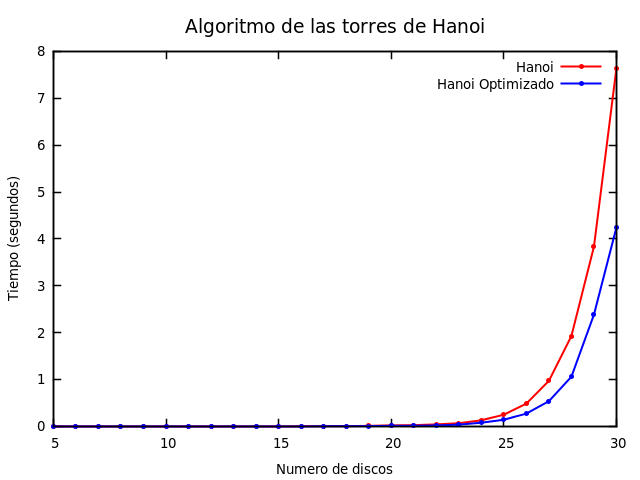 Algoritmo de las torres de Hanoi
8
7
6
5
4
3
2
1
0
Tiempo (segundos)
Hanoi
Hanoi Optimizado
5 10 15 20 25 30
Numero de discos